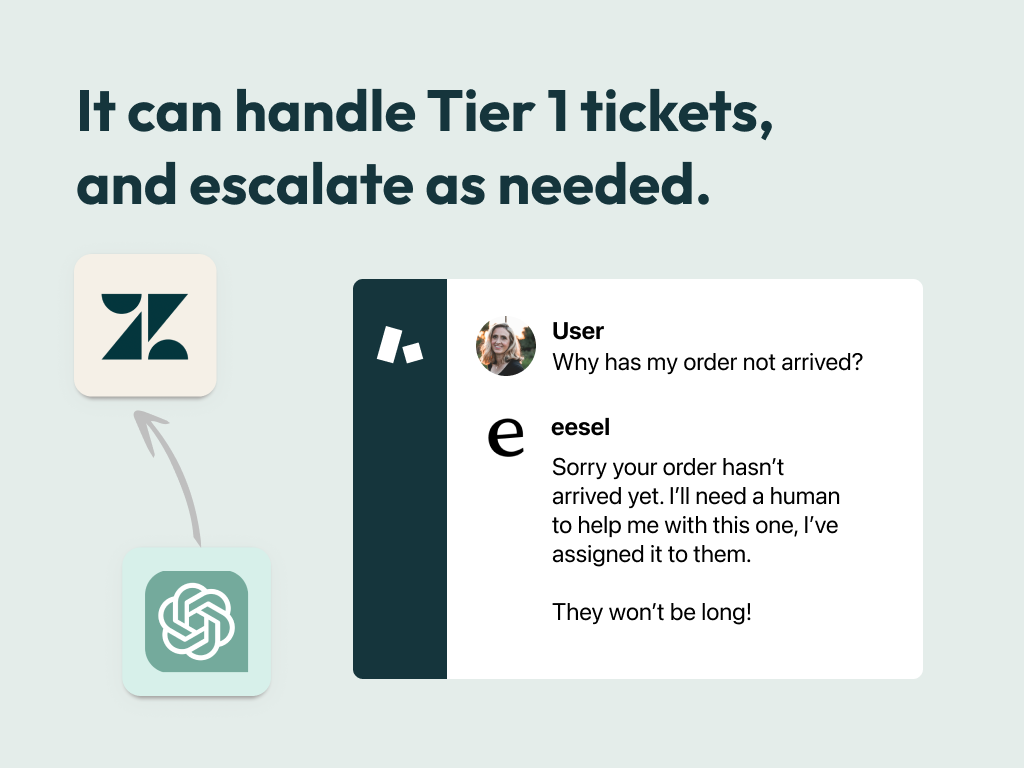 It can handle Tier 1 tickets,
and escalate as needed.
User
Why has my order not arrived?
e
eesel
Sorry your order hasn’t
arrived yet. I’ll need a human
to help me with this one, I’ve
assigned it to them.
They won’t be long!